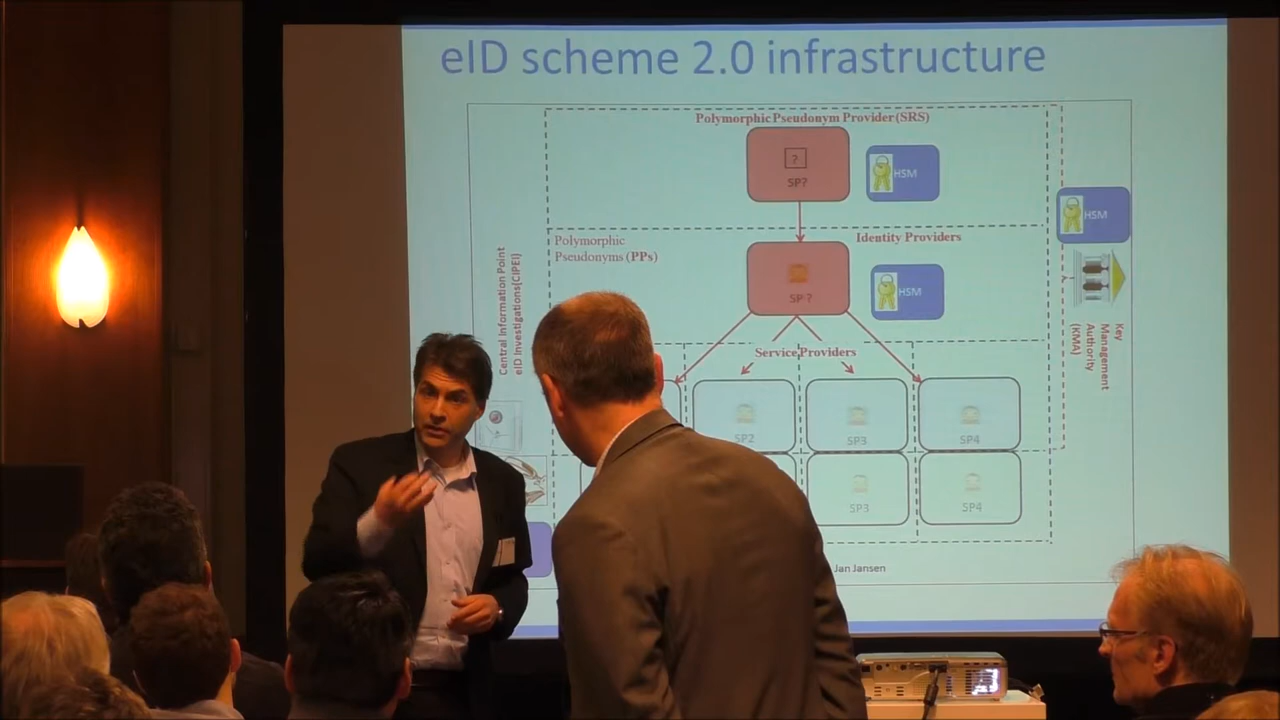 eID scheme 2.0 infrastructure
Polymorphic Pseudonym Provider (SRS)
?
SP?
HSM
HSM
Polymorphic
Pseudonyms (PPs)
Identity Providers
SP ?
HSM
Central Information Point
eID Investigations(CIPEI)
Key
Management
Authority
(KMA)
Service Providers
SP2
SP3
SP4
SP3
SP4
Jan Jansen